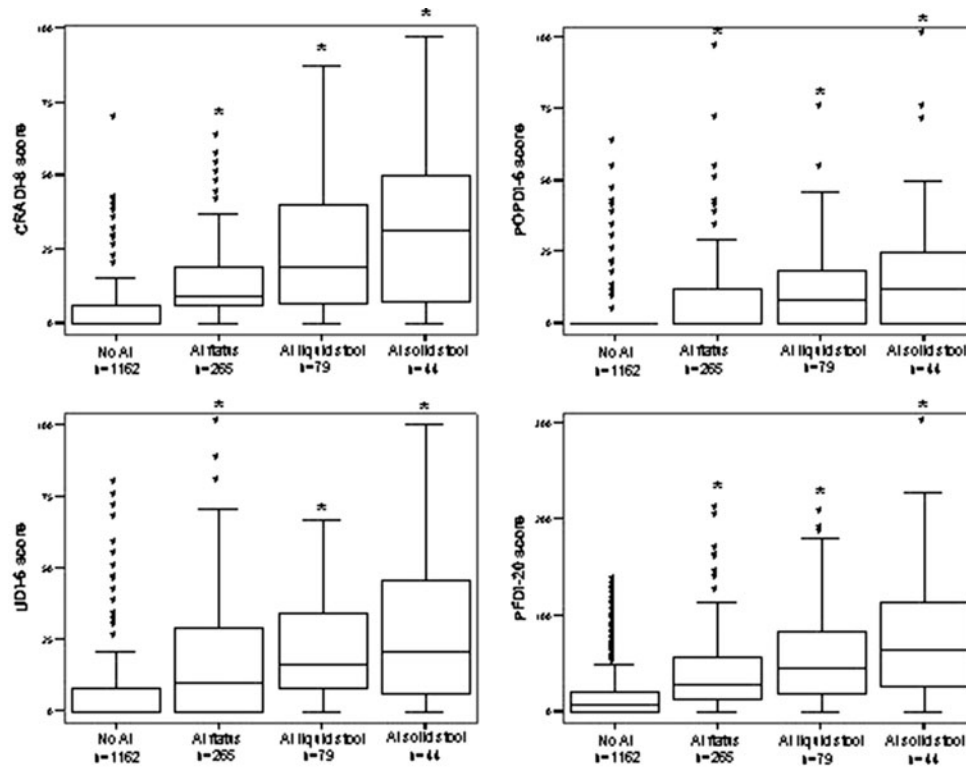 CRADI-8 score
100
75
50
25
0
*
*
*
No AI
n=1162
AI flatus
n=265
AI liquid stool
n=79
AI solid stool
n=44
POPDI-6 score
100
75
50
25
0
*
*
*
No AI
n=1162
AI flatus
n=265
AI liquid stool
n=79
AI solid stool
n=44
UDI-6 score
100
75
50
25
0
*
*
*
No AI
n=1162
AI flatus
n=265
AI liquid stool
n=79
AI solid stool
n=44
PFDI-20 score
300
200
100
0
*
*
*
No AI
n=1162
AI flatus
n=265
AI liquid stool
n=79
AI solid stool
n=44